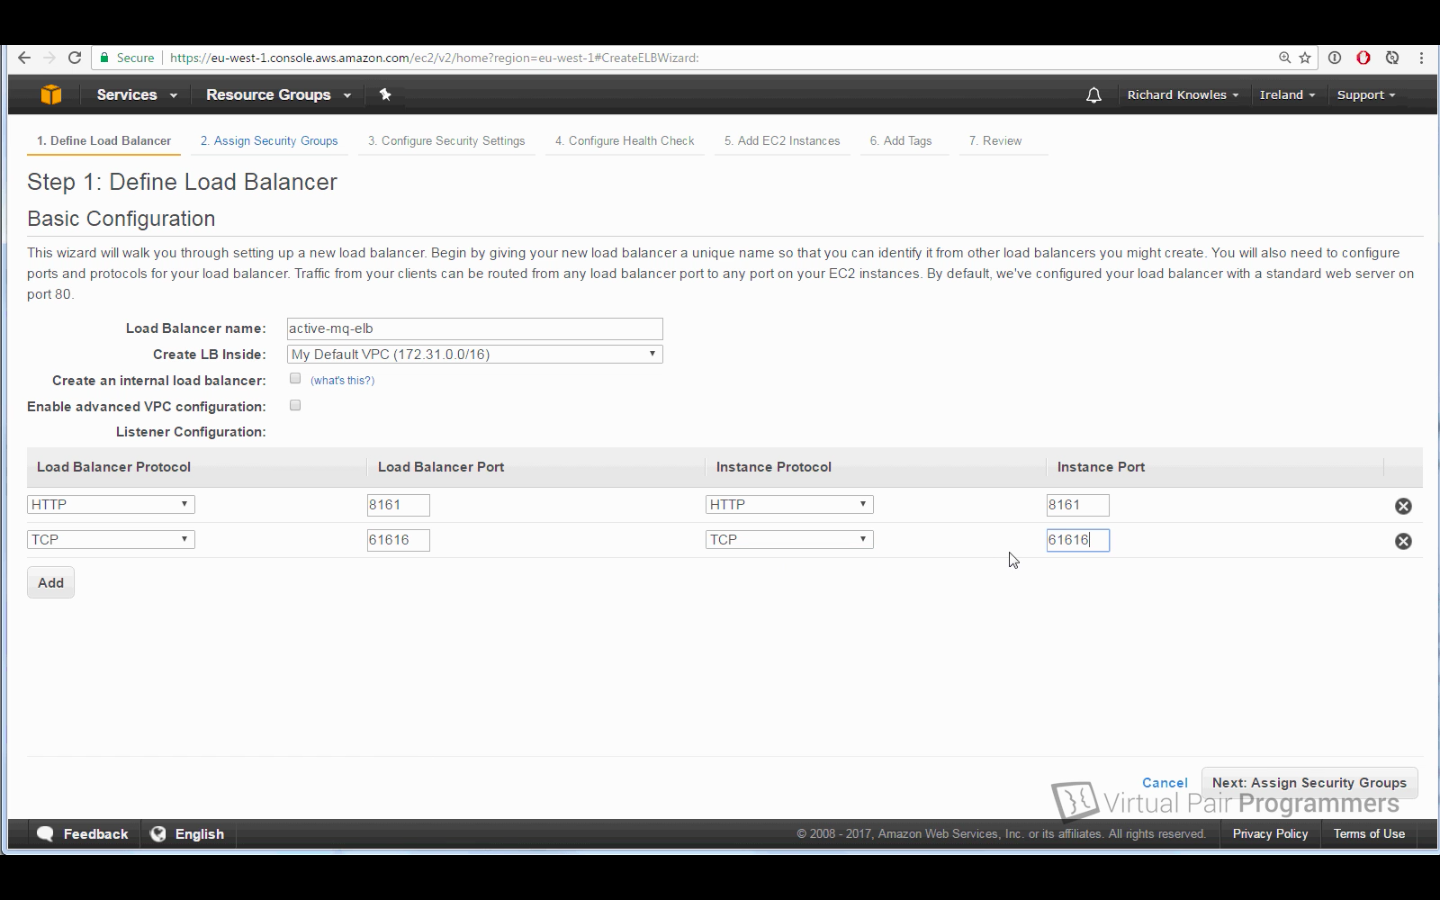 Secure https://eu-west-1.console.aws.amazon.com/ec2/v2/home?region=eu-west-1#CreateELBWizard:
Services Resource Groups Richard Knowles Ireland Support
1. Define Load Balancer 2. Assign Security Groups 3. Configure Security Settings 4. Configure Health Check 5. Add EC2 Instances 6. Add Tags 7. Review
Step 1: Define Load Balancer
Basic Configuration
This wizard will walk you through setting up a new load balancer. Begin by giving your new load balancer a unique name so that you can identify it from other load balancers you might create. You will also need to configure
ports and protocols for your load balancer. Traffic from your clients can be routed from any load balancer port to any port on your EC2 instances. By default, we've configured your load balancer with a standard web server on
port 80.
Load Balancer name: active-mq-elb
Create LB Inside: My Default VPC (172.31.0.0/16)
Create an internal load balancer: (what's this?)
Enable advanced VPC configuration:
Listener Configuration:
Load Balancer Protocol Load Balancer Port Instance Protocol Instance Port
HTTP 8161 HTTP 8161
TCP 61616 TCP 61616
Add
Cancel Next: Assign Security Groups
Virtual Pair Programmers
Feedback English © 2008 - 2017, Amazon Web Services, Inc. or its affiliates. All rights reserved. Privacy Policy Terms of Use